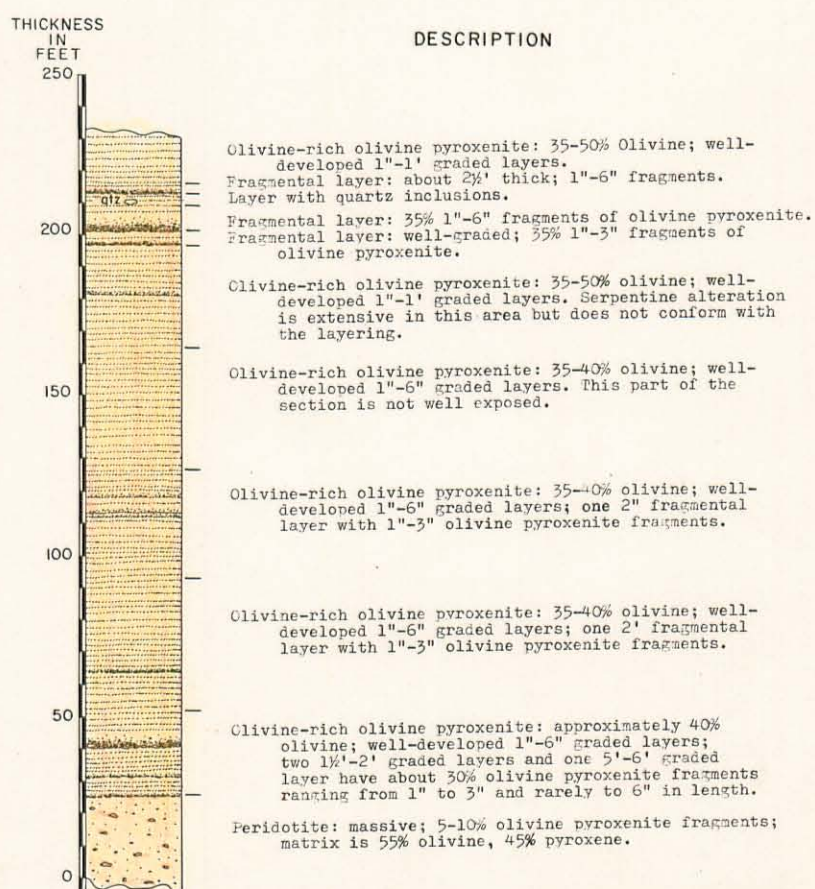 THICKNESS
IN
FEET
DESCRIPTION
250
Olivine-rich olivine pyroxenite: 35-50% Olivine; well-
developed 1"-1' graded layers.
Fragmental layer: about 2½' thick; 1"-6" fragments.
qtz
Layer with quartz inclusions.
200
Fragmental layer: 35% 1"-6" fragments of olivine pyroxenite.
Fragmental layer: well-graded; 35% 1"-3" fragments of
olivine pyroxenite.
Olivine-rich olivine pyroxenite: 35-50% olivine; well-
developed 1"-1' graded layers. Serpentine alteration
is extensive in this area but does not conform with
the layering.
150
Olivine-rich olivine pyroxenite: 35-40% olivine; well-
developed 1"-6" graded layers. This part of the
section is not well exposed.
Olivine-rich olivine pyroxenite: 35-40% olivine; well-
developed 1"-6" graded layers; one 2" fragmental
layer with 1"-3" olivine pyroxenite fragments.
100
Olivine-rich olivine pyroxenite: 35-40% olivine; well-
developed 1"-6" graded layers; one 2' fragmental
layer with 1"-3" olivine pyroxenite fragments.
50
Olivine-rich olivine pyroxenite: approximately 40%
olivine; well-developed 1"-6" graded layers;
two 1½'-2' graded layers and one 5'-6' graded
layer have about 30% olivine pyroxenite fragments
ranging from 1" to 3" and rarely to 6" in length.
Peridotite: massive; 5-10% olivine pyroxenite fragments;
matrix is 55% olivine, 45% pyroxene.
0